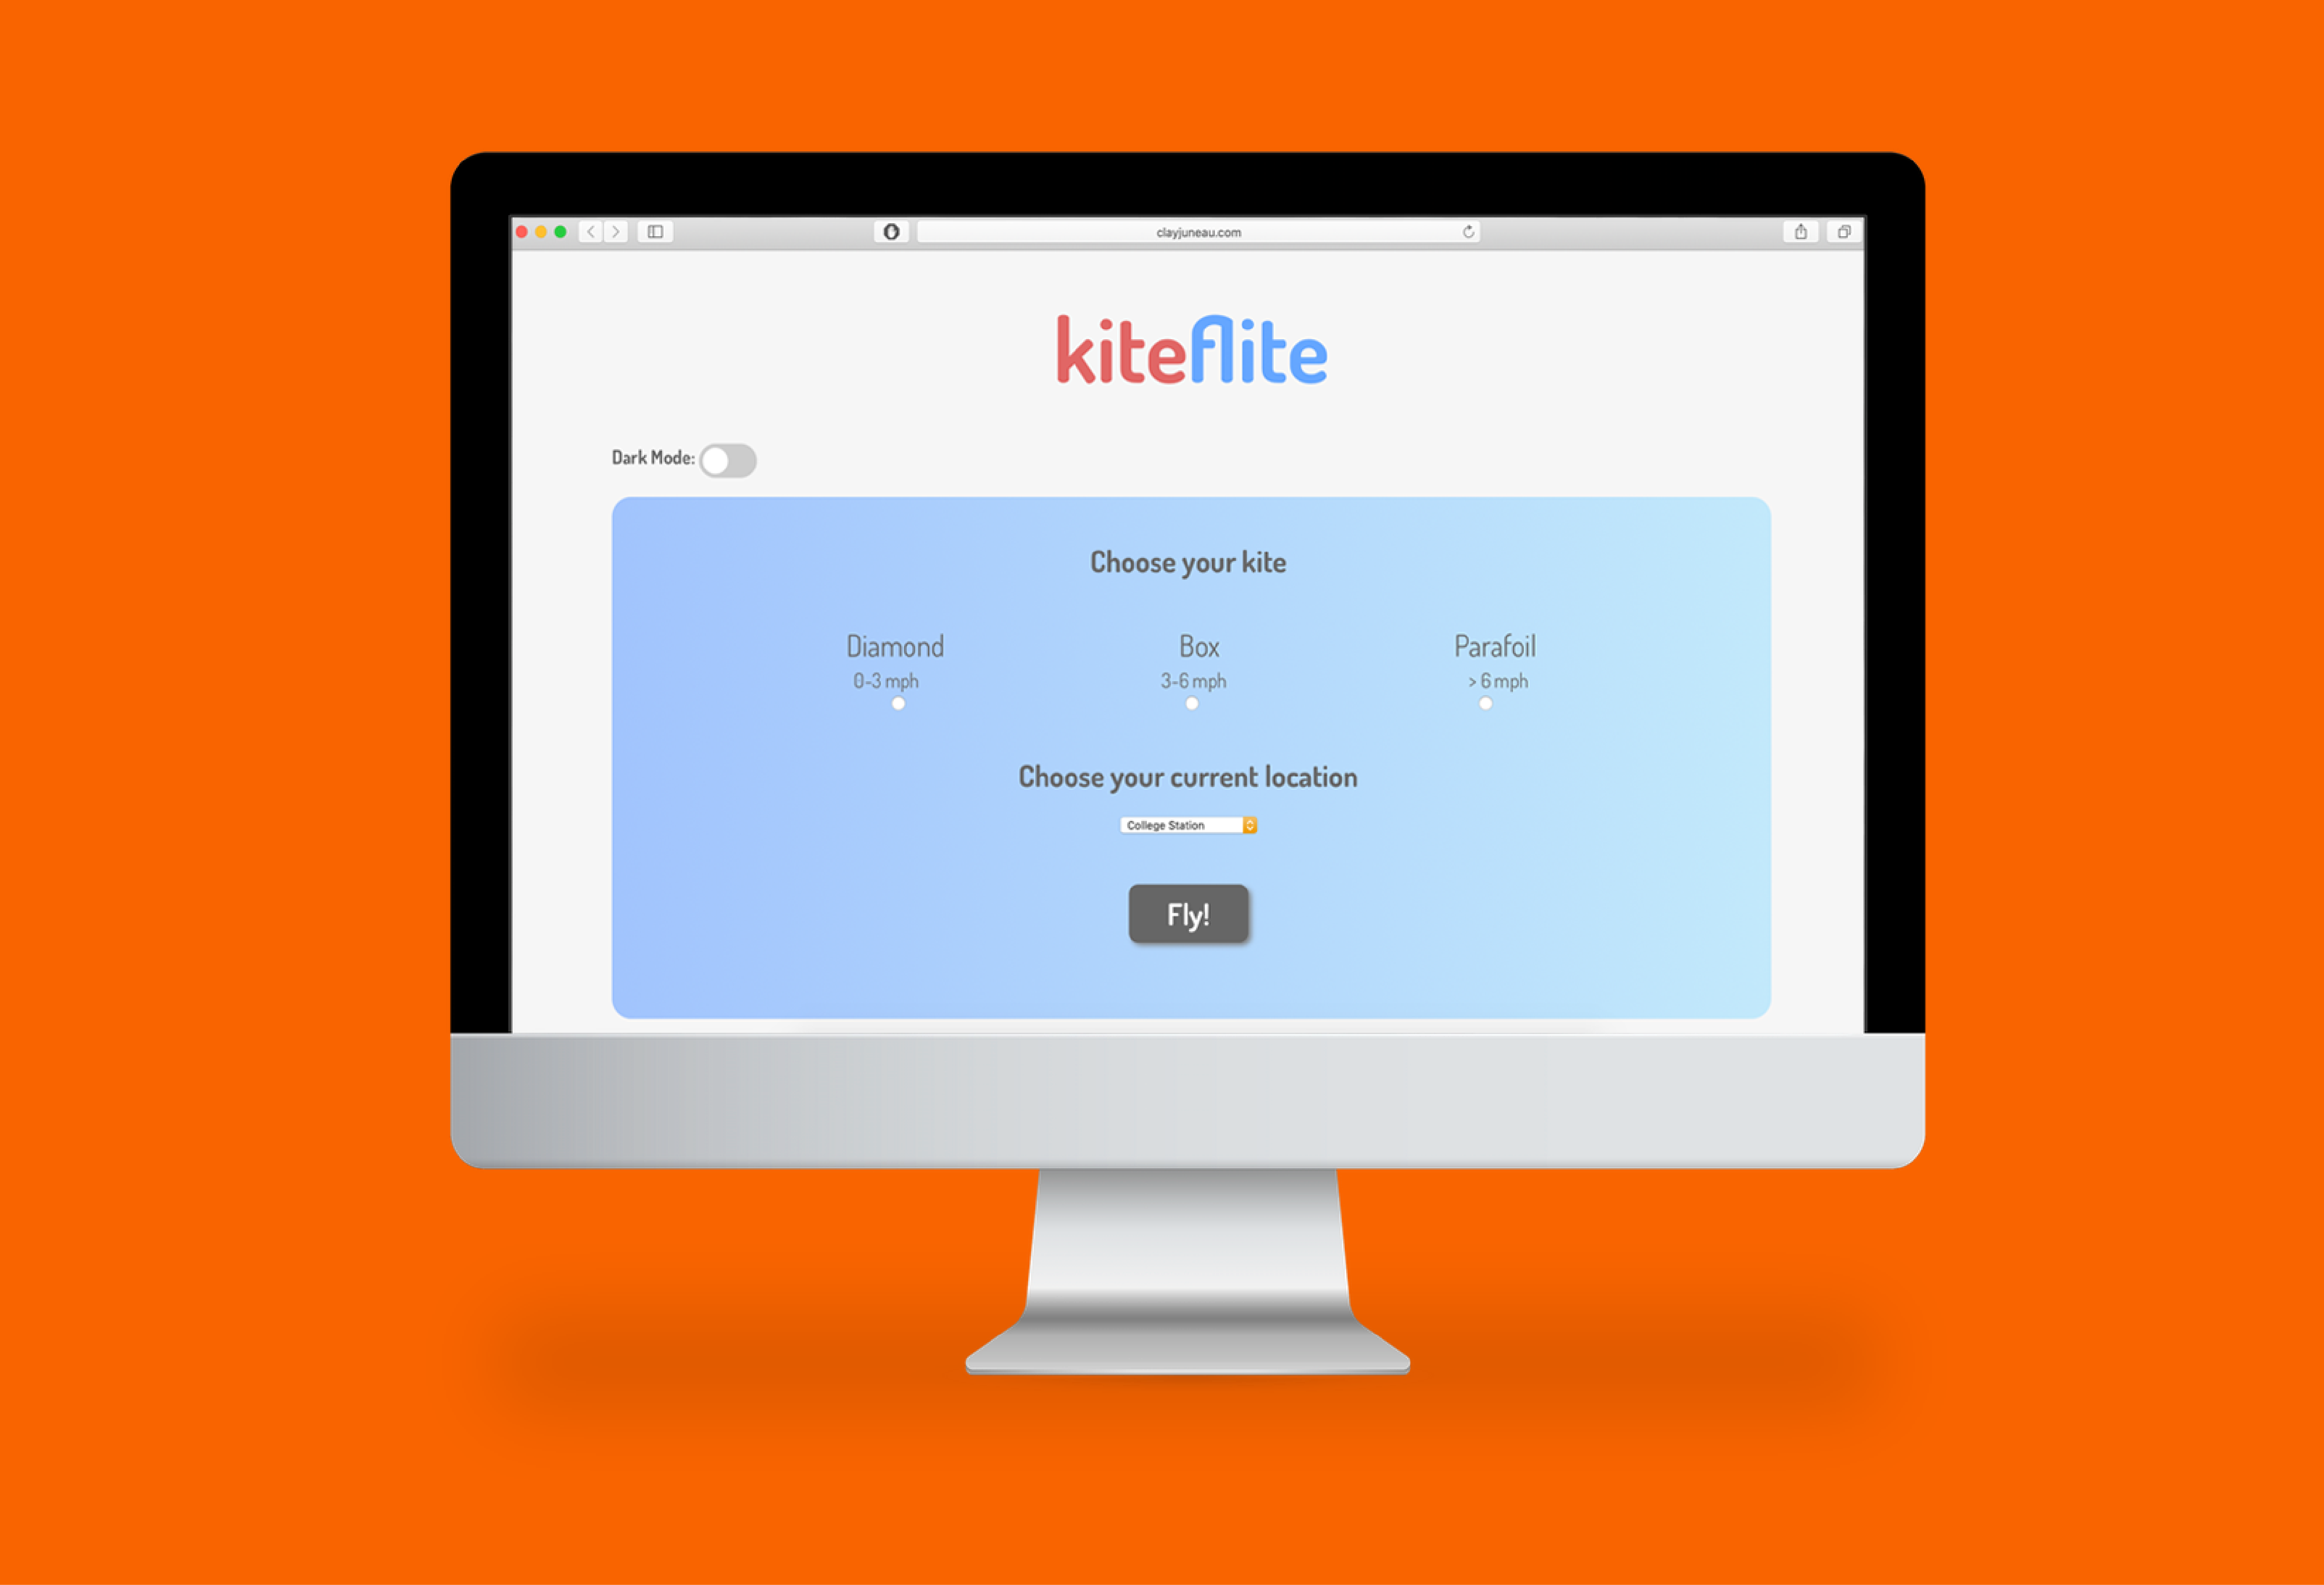 clayjuneau.com
kiteflite
Dark Mode:
Choose your kite
Diamond Box Parafoil
0-3 mph 3-6 mph > 6 mph
Choose your current location
College Station
Fly!